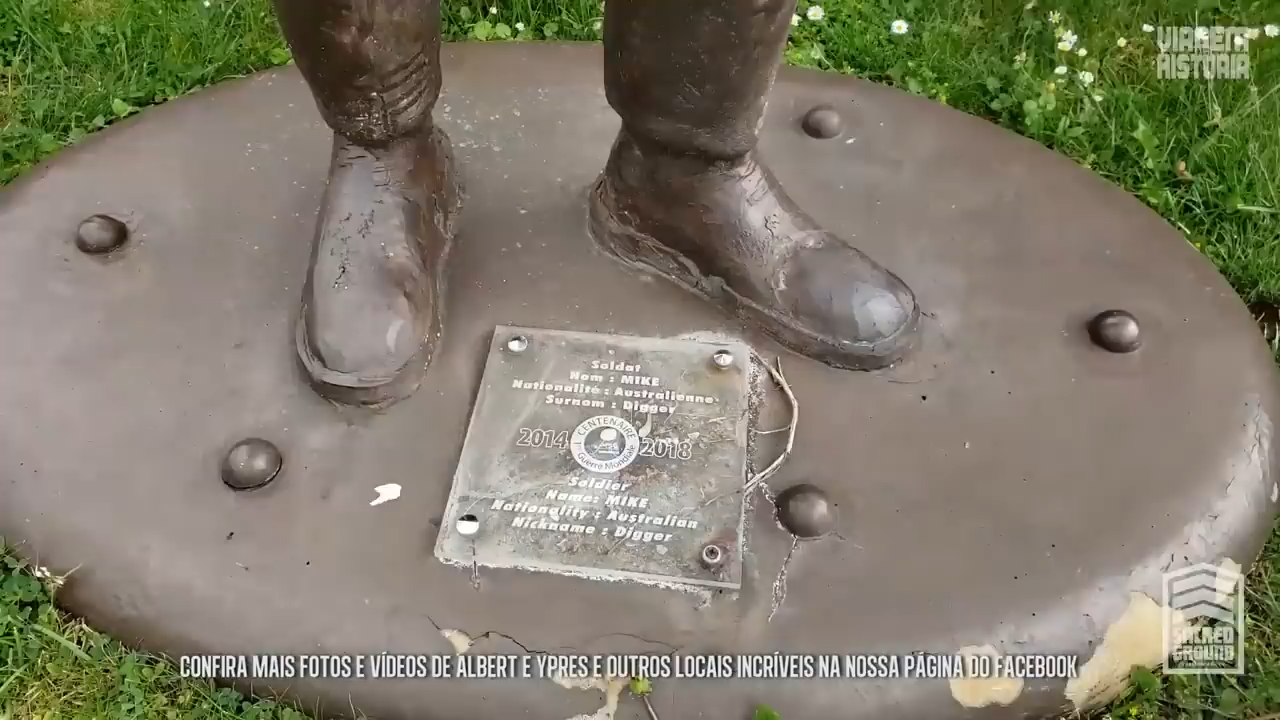 VIAGEM
HISTÓRIA
Soldat
Nom : MIKE
Nationalité : Australienne
Surnom : Digger
2014 2018
CENTENAIRE
Guerre Mondiale
Soldier
Name: MIKE
Nationality : Australian
Nickname : Digger
SACRED
GROUND
CONFIRA MAIS FOTOS E VÍDEOS DE ALBERT E YPRES E OUTROS LOCAIS INCRÍVEIS NA NOSSA PÁGINA DO FACEBOOK